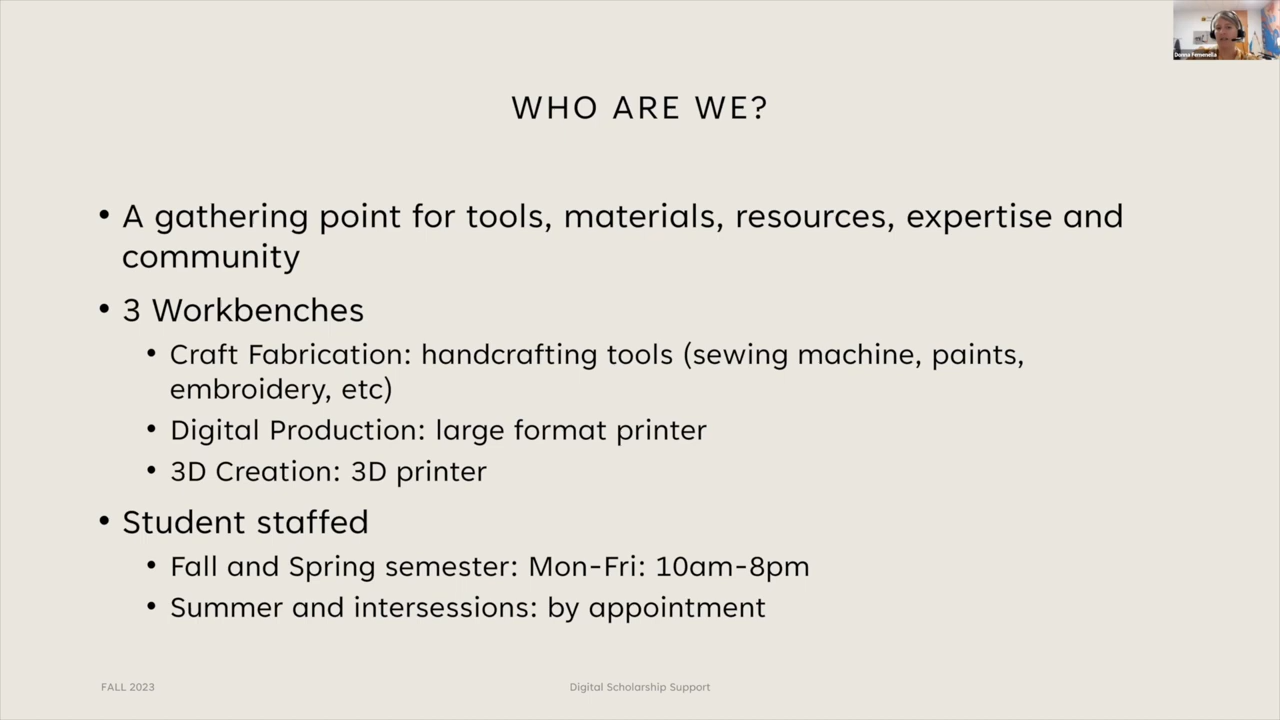 WHO ARE WE?
• A gathering point for tools, materials, resources, expertise and
community
• 3 Workbenches
• Craft Fabrication: handcrafting tools (sewing machine, paints,
embroidery, etc)
• Digital Production: large format printer
• 3D Creation: 3D printer
• Student staffed
• Fall and Spring semester: Mon-Fri: 10am-8pm
• Summer and intersessions: by appointment
FALL 2023
Digital Scholarship Support